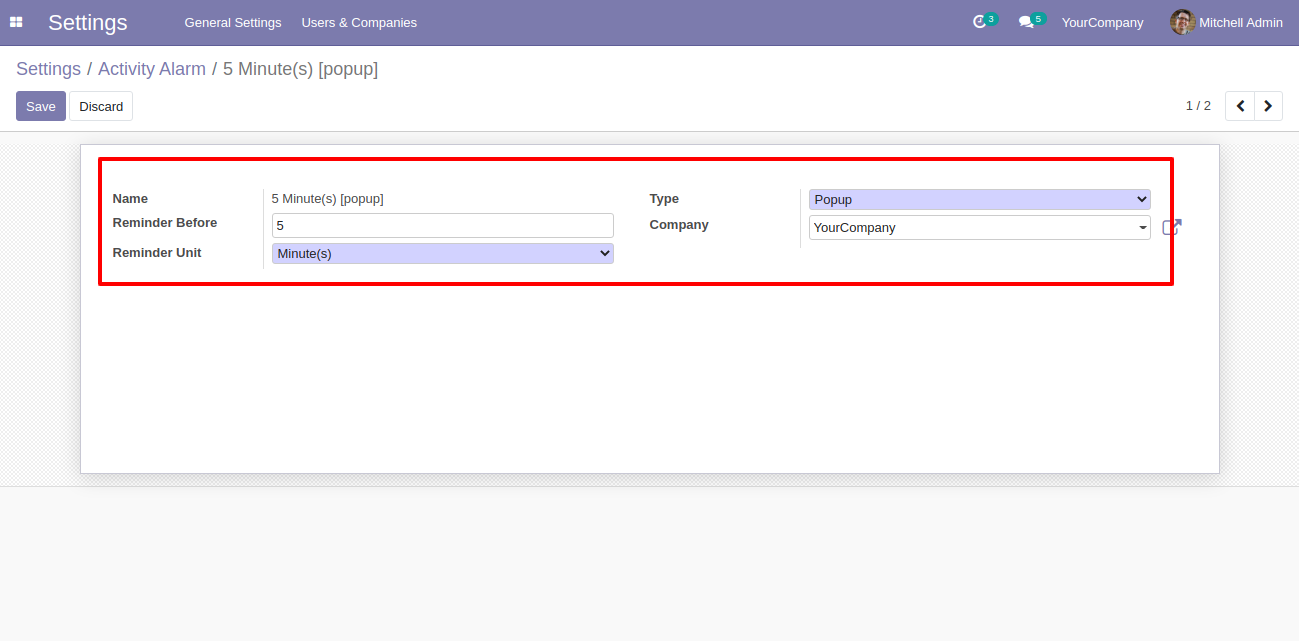 Settings General Settings Users & Companies 3 5 YourCompany Mitchell Admin
Settings / Activity Alarm / 5 Minute(s) [popup]
Save Discard 1 / 2
Name 5 Minute(s) [popup] Type Popup
Reminder Before 5 Company YourCompany
Reminder Unit Minute(s)